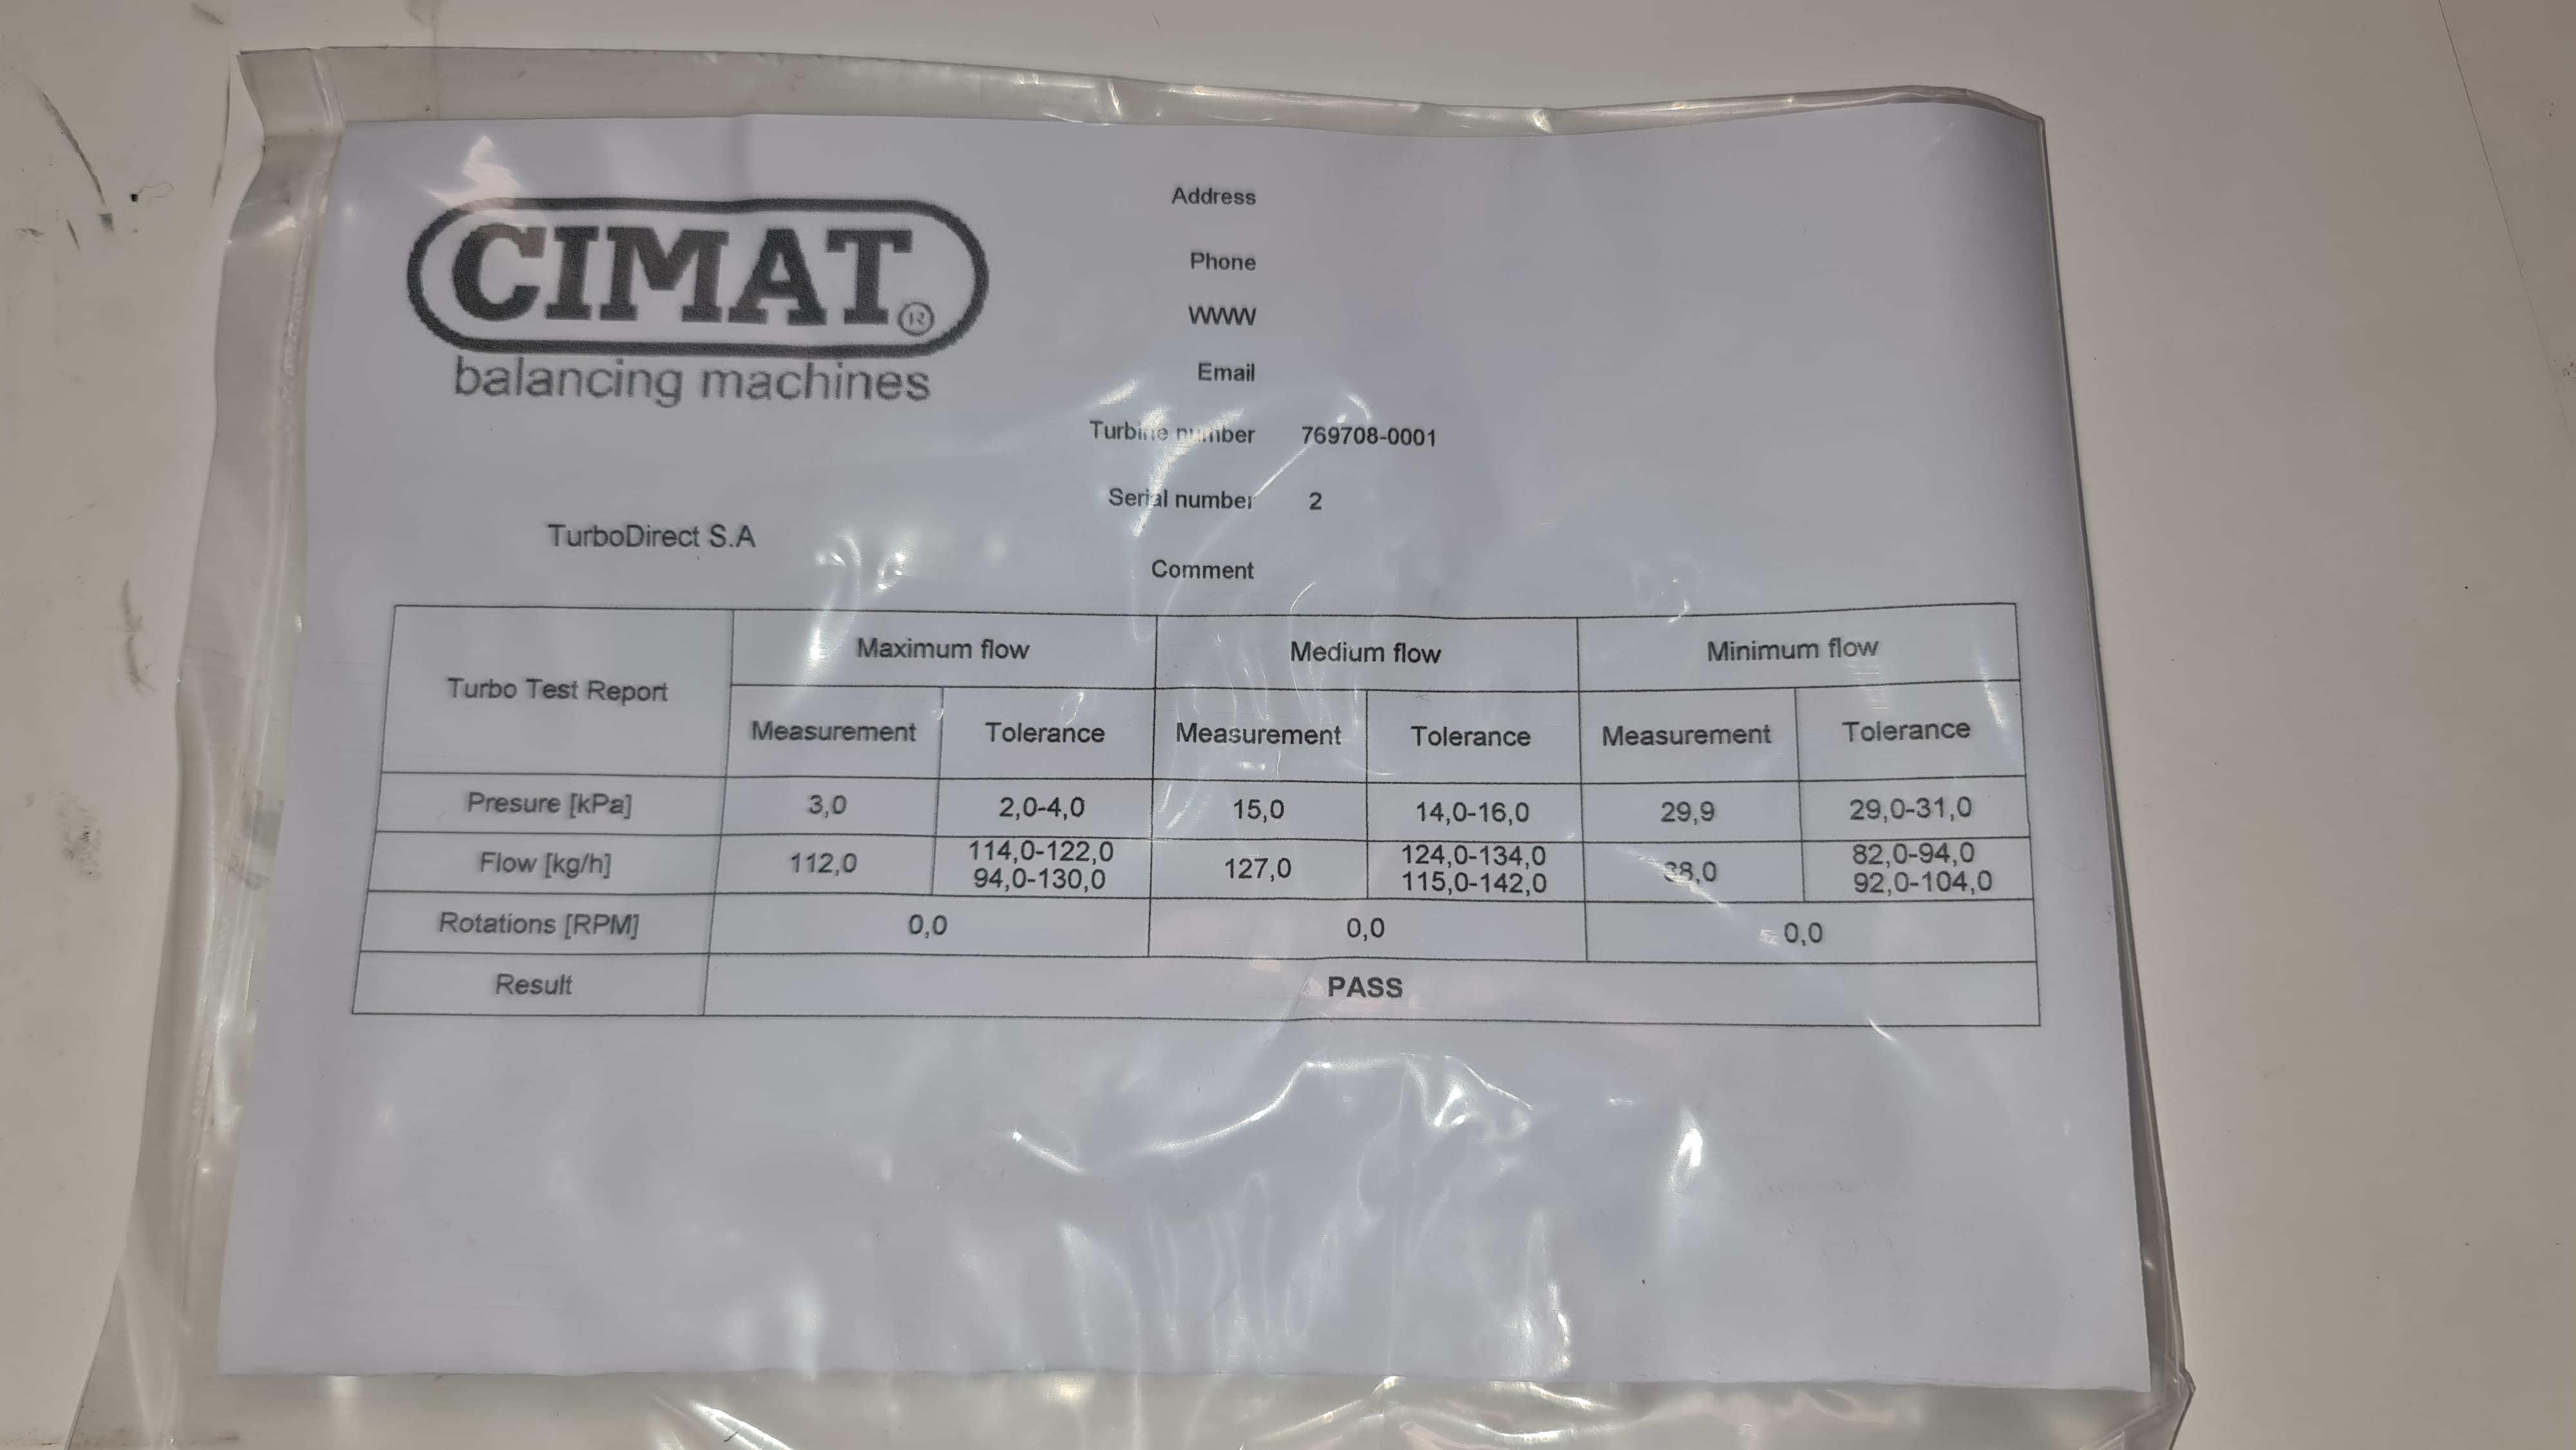 CIMAT®
balancing machines
TurboDirect S.A
Address
Phone
WWW
Email
Turbine number 769708-0001
Serial number 2
Comment
Turbo Test Report
Maximum flow Medium flow Minimum flow
Measurement Tolerance Measurement Tolerance Measurement Tolerance
Presure [kPa] 3,0 2,0-4,0 15,0 14,0-16,0 29,9 29,0-31,0
Flow [kg/h] 112,0 114,0-122,0 94,0-130,0 127,0 124,0-134,0 115,0-142,0 82,0-94,0 92,0-104,0
Rotations [RPM] 0,0 0,0 0,0
Result PASS